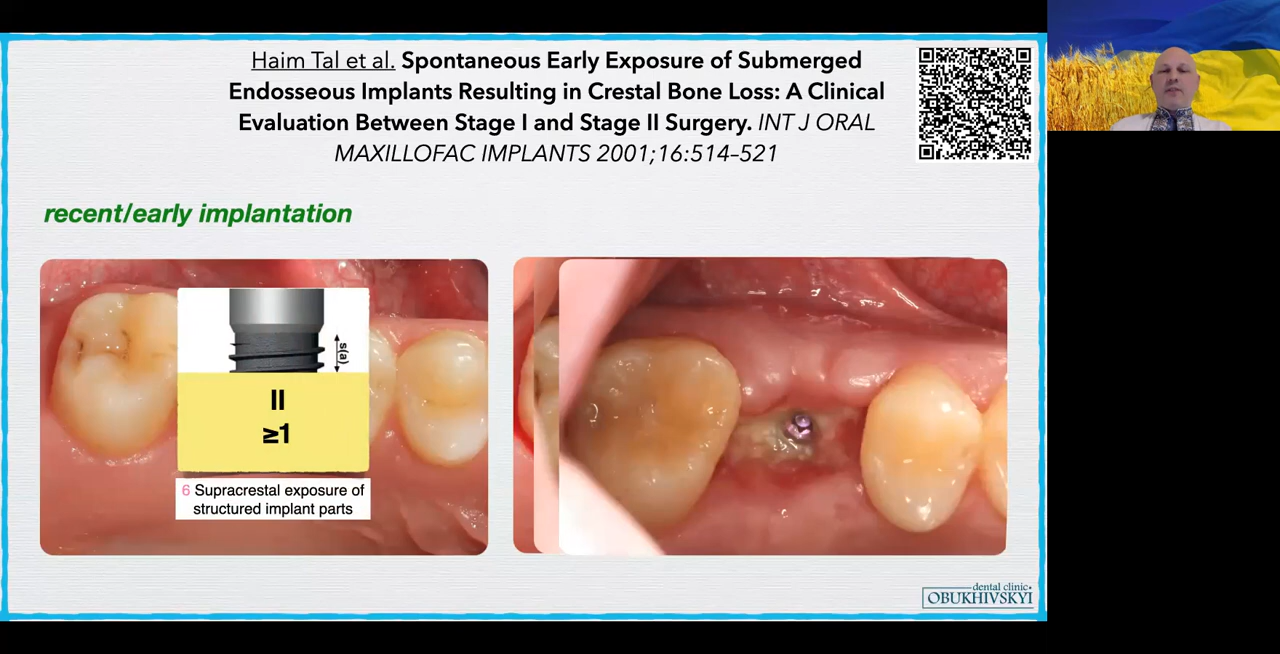 Haim Tal et al. Spontaneous Early Exposure of Submerged
Endosseous Implants Resulting in Crestal Bone Loss: A Clinical
Evaluation Between Stage I and Stage II Surgery. INT J ORAL
MAXILLOFAC IMPLANTS 2001;16:514–521
recent/early implantation
s(a)
II
≥1
6 Supracrestal exposure of
structured implant parts
dental clinic
OBUKHIVSKYI